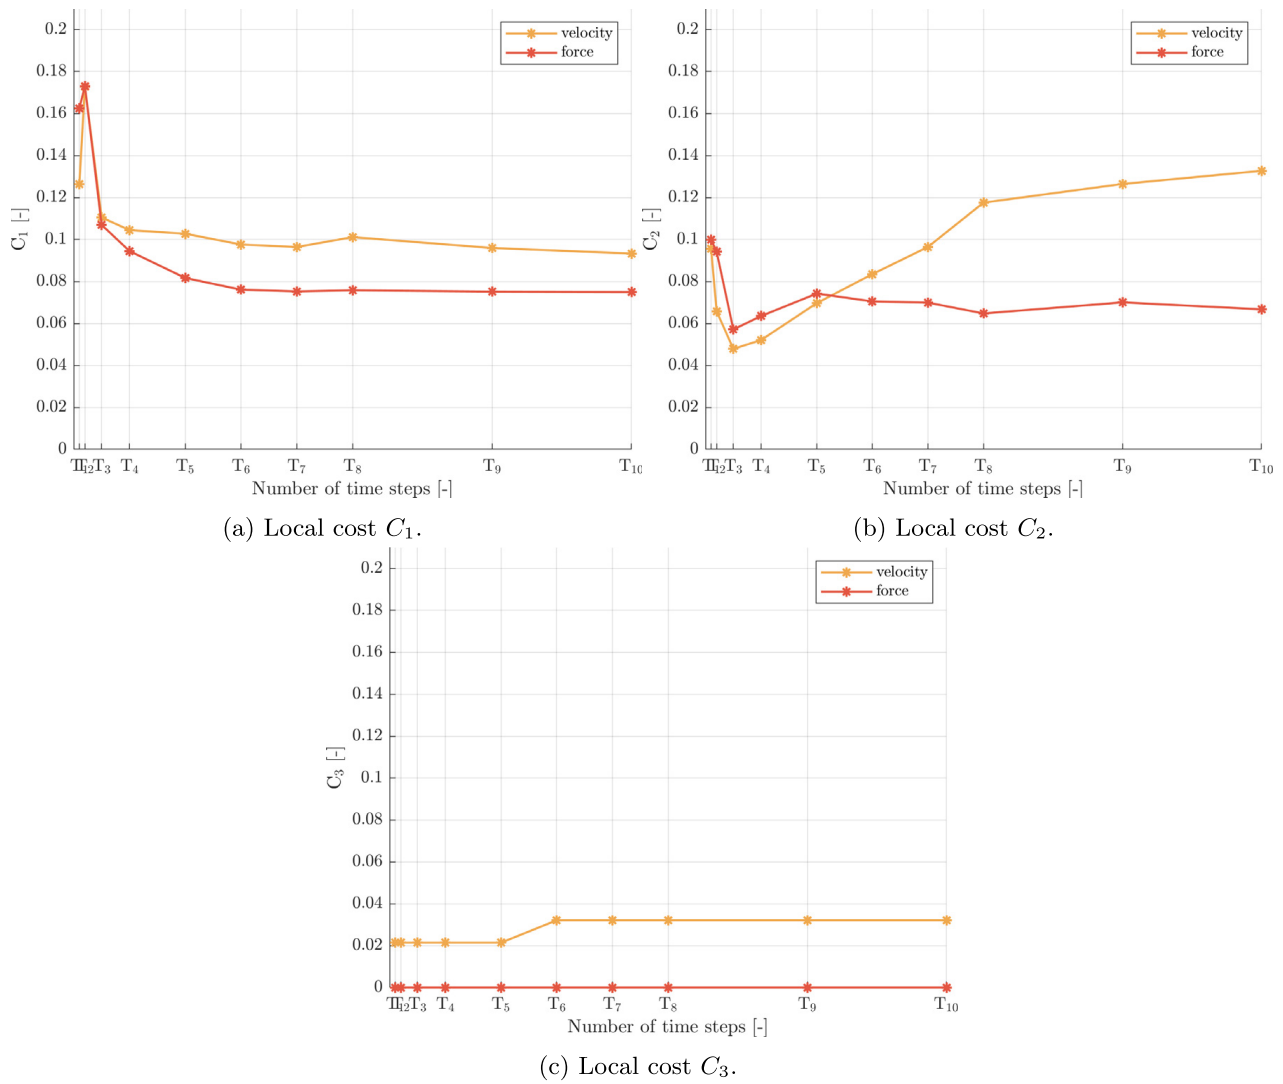 0.2
0.18
0.16
0.14
0.12
0.1
0.08
0.06
0.04
0.02
0
C₁ [-]
velocity
force
T₁ T₂ T₃ T₄ T₅ T₆ T₇ T₈ T₉ T₁₀
Number of time steps [-]
(a) Local cost C₁.
0.2
0.18
0.16
0.14
0.12
0.1
0.08
0.06
0.04
0.02
0
C₂ [-]
velocity
force
T₁ T₂ T₃ T₄ T₅ T₆ T₇ T₈ T₉ T₁₀
Number of time steps [-]
(b) Local cost C₂.
0.2
0.18
0.16
0.14
0.12
0.1
0.08
0.06
0.04
0.02
0
C₃ [-]
velocity
force
T₁ T₂ T₃ T₄ T₅ T₆ T₇ T₈ T₉ T₁₀
Number of time steps [-]
(c) Local cost C₃.